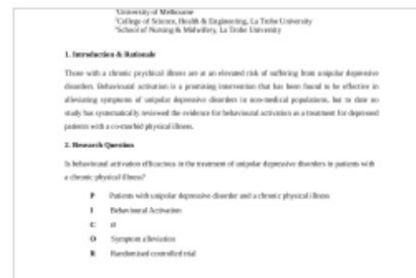 ¹University of Melbourne
²College of Science, Health & Engineering, La Trobe University
³School of Nursing & Midwifery, La Trobe University
1. Introduction & Rationale
Those with a chronic psychical illness are at an elevated risk of suffering from unipolar depressive
disorders. Behavioural activation is a promising intervention that has been found to be effective in
alleviating symptoms of unipolar depressive disorders in non-medical populations, but to date no
study has systematically reviewed the evidence for behavioural activation as a treatment for depressed
patients with a co-morbid physical illness.
2. Research Question
Is behavioural activation efficacious in the treatment of unipolar depressive disorders in patients with
a chronic physical illness?
P Patients with unipolar depressive disorder and a chronic physical illness
I Behavioural Activation
C
O Symptom alleviation
R Randomised controlled trial